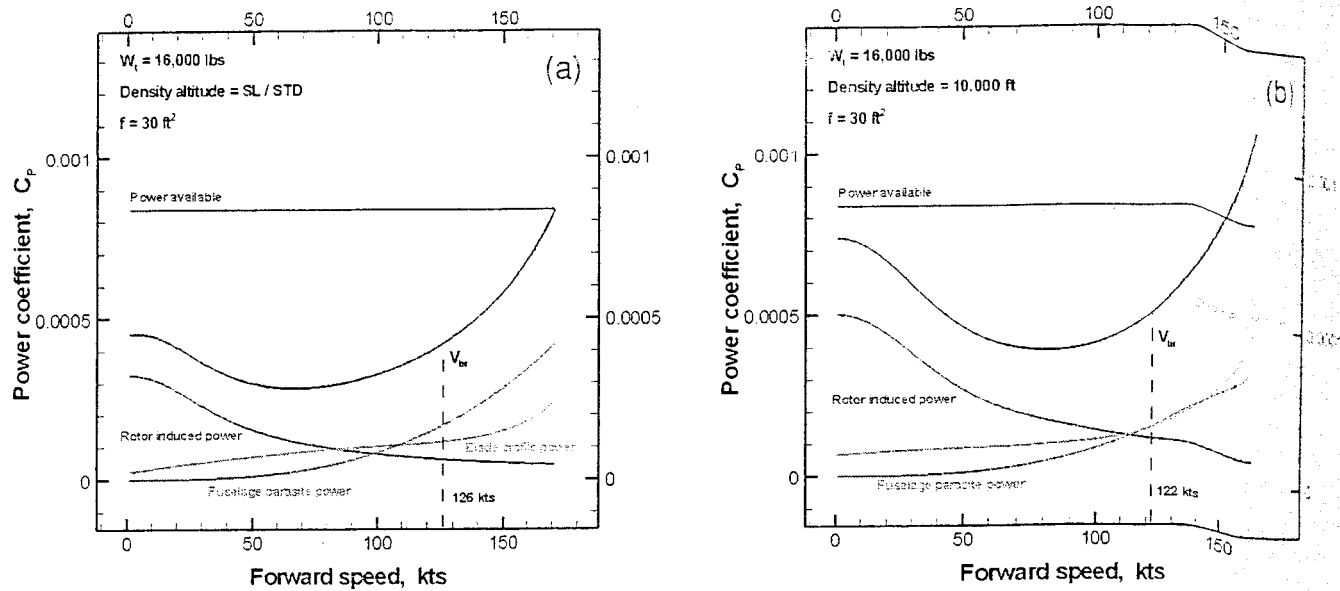 0 50 100 150
W_t = 16,000 lbs
(a)
Density altitude = SL / STD
f = 30 ft²
0.001
0.001
Power available
Power coefficient, C_P
0.0005
0.0005
V_br
Rotor induced power
Blade profile power
0
0
Fuselage parasite power
126 kts
0 50 100 150
Forward speed, kts
0 50 100 150
W_t = 16,000 lbs
(b)
Density altitude = 10.000 ft
f = 30 ft²
0.001
Power available
Power coefficient, C_P
0.0005
V_br
Rotor induced power
0
Fuselage parasite power
122 kts
0 50 100 150
Forward speed, kts